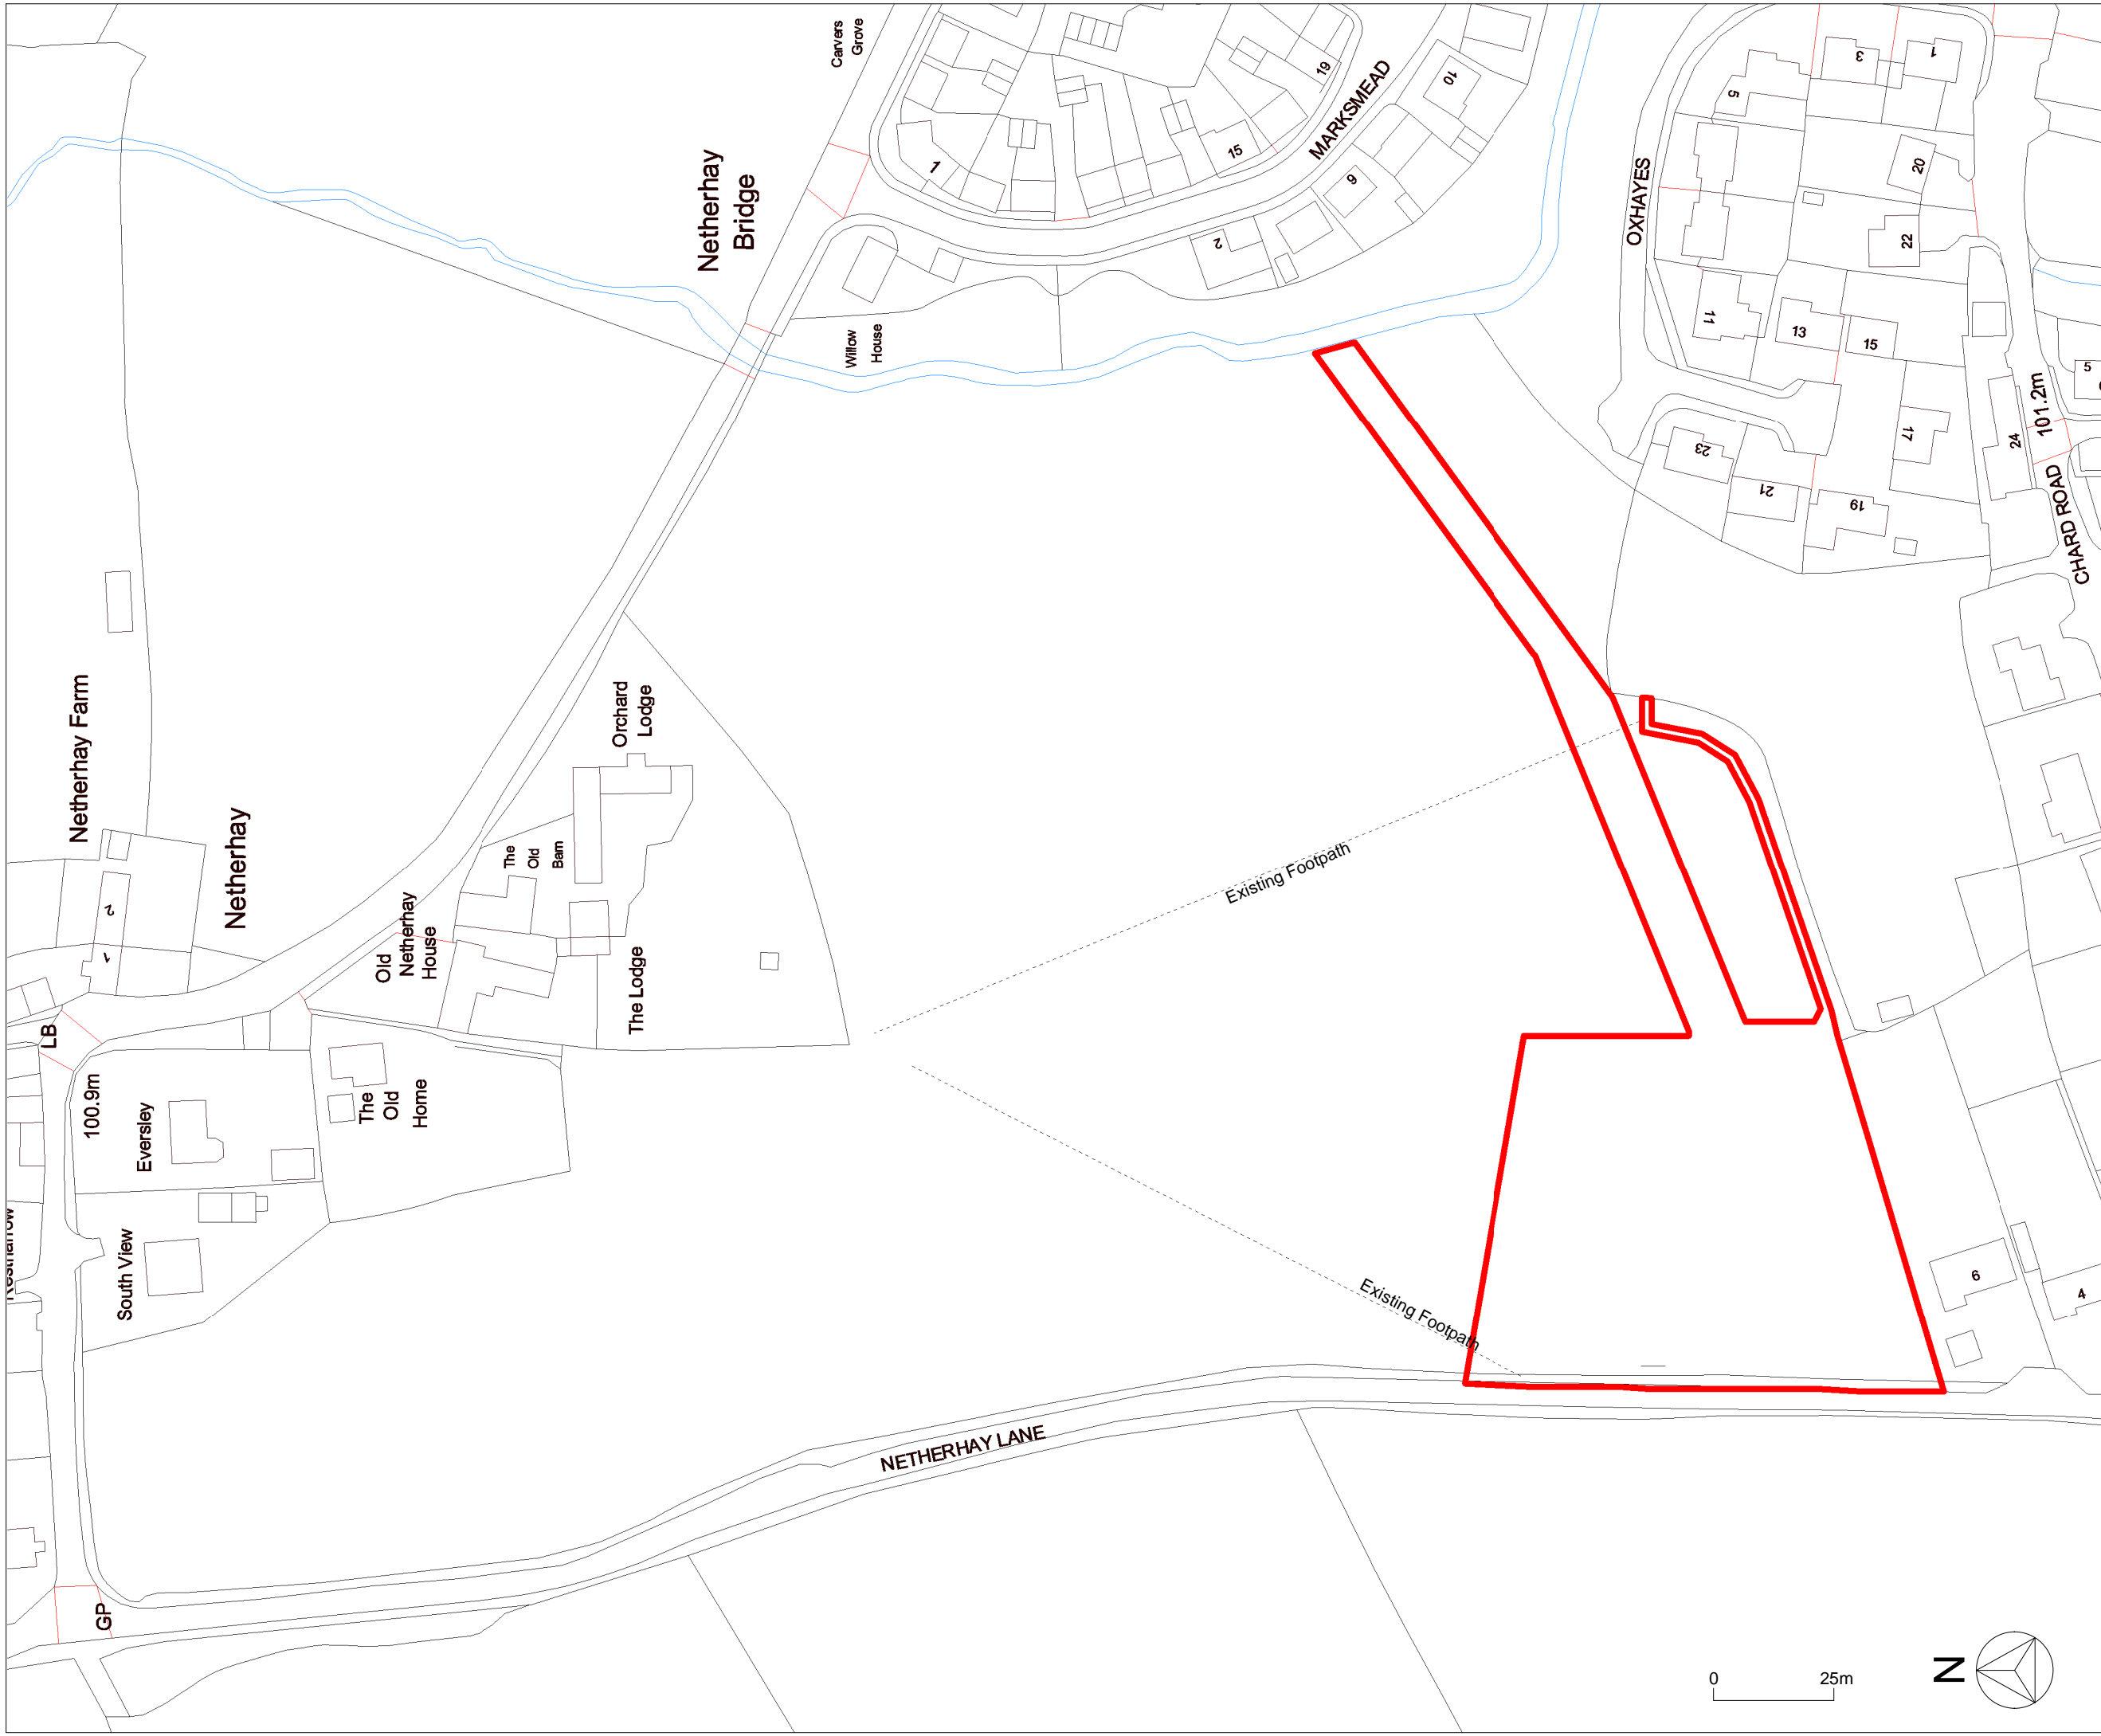 Carvers
Grove
Netherhay
Bridge
1
15
19
MARKSMEAD
10
9
2
Willow
House
OXHAYES
5
3
1
20
22
11
13
15
17
24
101.2m
5
CHARD ROAD
23
21
19
Netherhay Farm
Netherhay
2
1
Orchard
Lodge
The
Old
Barn
Old
Netherhay
House
The Lodge
LB
100.9m
Eversley
The
Old
Home
South View
Existing Footpath
Existing Footpath
6
4
NETHERHAY LANE
GP
0
25m
N